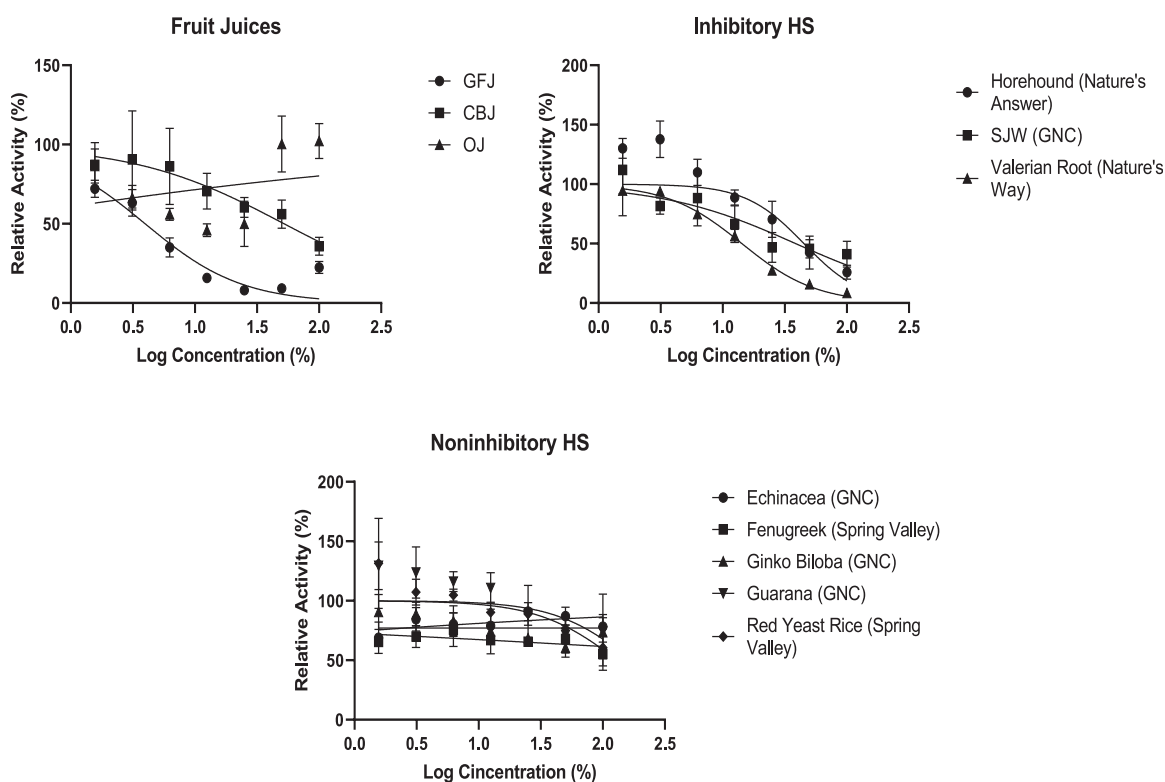 Fruit Juices
150
100
50
0
0.0 0.5 1.0 1.5 2.0 2.5
Relative Activity (%)
Log Concentration (%)
GFJ
CBJ
OJ
Inhibitory HS
200
150
100
50
0
0.0 0.5 1.0 1.5 2.0 2.5
Relative Activity (%)
Log Cincentration (%)
Horehound (Nature's
Answer)
SJW (GNC)
Valerian Root (Nature's
Way)
Noninhibitory HS
200
150
100
50
0
0.0 0.5 1.0 1.5 2.0 2.5
Relative Activity (%)
Log Cincentration (%)
Echinacea (GNC)
Fenugreek (Spring Valley)
Ginko Biloba (GNC)
Guarana (GNC)
Red Yeast Rice (Spring
Valley)